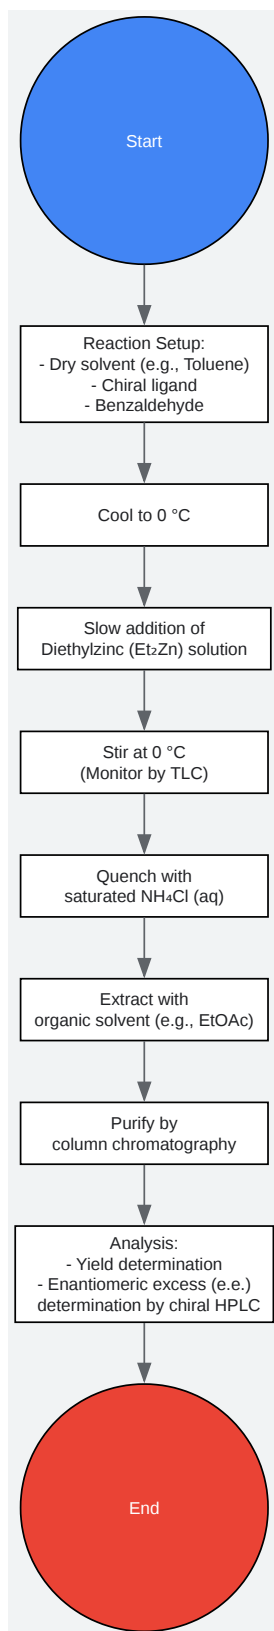 Start
Reaction Setup:
- Dry solvent (e.g., Toluene)
- Chiral ligand
- Benzaldehyde
Cool to 0 °C
Slow addition of
Diethylzinc (Et₂Zn) solution
Stir at 0 °C
(Monitor by TLC)
Quench with
saturated NH₄Cl (aq)
Extract with
organic solvent (e.g., EtOAc)
Purify by
column chromatography
Analysis:
- Yield determination
- Enantiomeric excess (e.e.)
determination by chiral HPLC
End